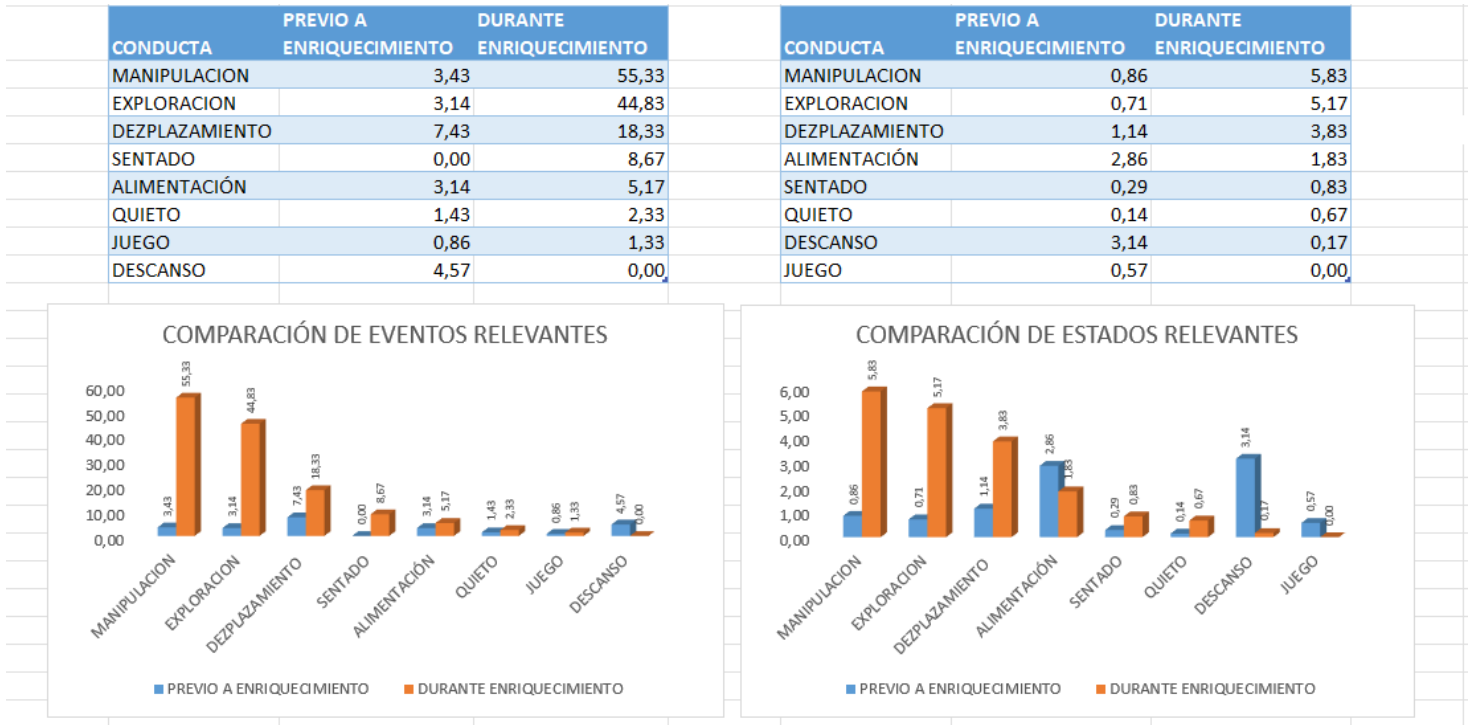 CONDUCTA PREVIO A ENRIQUECIMIENTO DURANTE ENRIQUECIMIENTO
MANIPULACION 3,43 55,33
EXPLORACION 3,14 44,83
DEZPLAZAMIENTO 7,43 18,33
SENTADO 0,00 8,67
ALIMENTACIÓN 3,14 5,17
QUIETO 1,43 2,33
JUEGO 0,86 1,33
DESCANSO 4,57 0,00
CONDUCTA PREVIO A ENRIQUECIMIENTO DURANTE ENRIQUECIMIENTO
MANIPULACION 0,86 5,83
EXPLORACION 0,71 5,17
DEZPLAZAMIENTO 1,14 3,83
ALIMENTACIÓN 2,86 1,83
SENTADO 0,29 0,83
QUIETO 0,14 0,67
DESCANSO 3,14 0,17
JUEGO 0,57 0,00
COMPARACIÓN DE EVENTOS RELEVANTES
60,00
50,00
40,00
30,00
20,00
10,00
0,00
3,43 55,33 3,14 44,83 7,43 18,33 0,00 8,67 3,14 5,17 1,43 2,33 0,86 1,33 4,57 0,00
MANIPULACION EXPLORACION DEZPLAZAMIENTO SENTADO ALIMENTACIÓN QUIETO JUEGO DESCANSO
PREVIO A ENRIQUECIMIENTO DURANTE ENRIQUECIMIENTO
COMPARACIÓN DE ESTADOS RELEVANTES
6,00
5,00
4,00
3,00
2,00
1,00
0,00
0,86 5,83 0,71 5,17 1,14 3,83 2,86 1,83 0,29 0,83 0,14 0,67 3,14 0,17 0,57 0,00
MANIPULACION EXPLORACION DEZPLAZAMIENTO ALIMENTACIÓN SENTADO QUIETO DESCANSO JUEGO
PREVIO A ENRIQUECIMIENTO DURANTE ENRIQUECIMIENTO